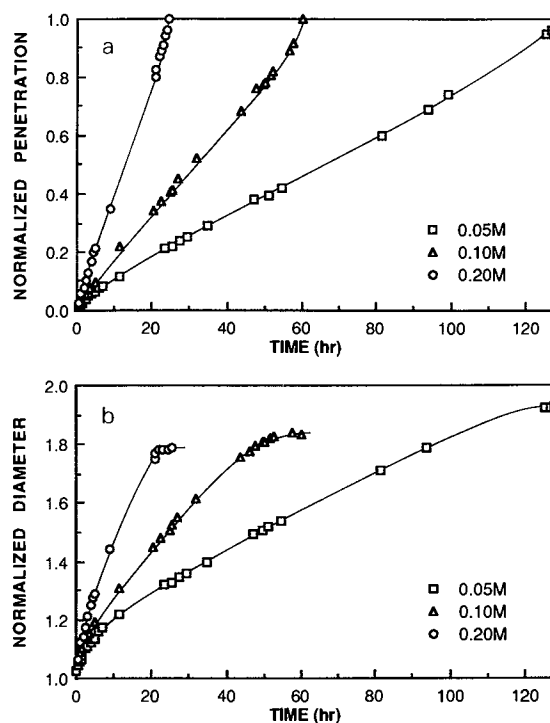 a
NORMALIZED PENETRATION
1.0
0.8
0.6
0.4
0.2
0.0
0.05M
0.10M
0.20M
0
20
40
60
80
100
120
TIME (hr)
b
NORMALIZED DIAMETER
2.0
1.8
1.6
1.4
1.2
1.0
0.05M
0.10M
0.20M
0
20
40
60
80
100
120
TIME (hr)